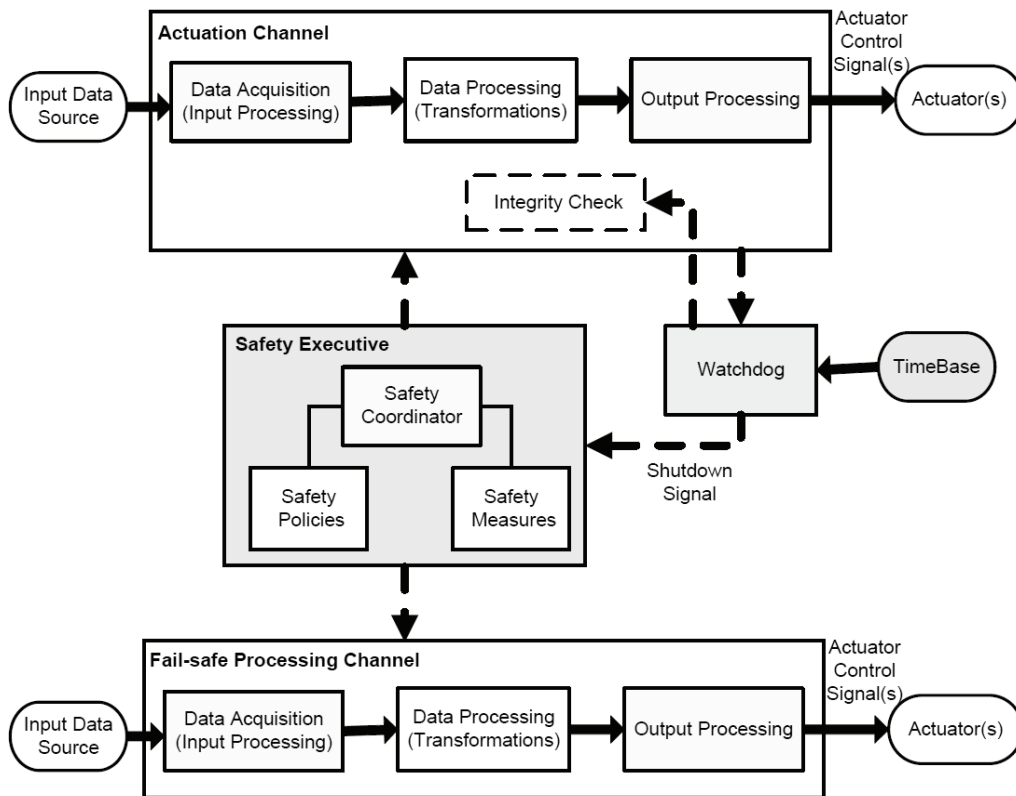 Actuation Channel
Actuator
Control
Signal(s)
Input Data
Source
Data Acquisition
(Input Processing)
Data Processing
(Transformations)
Output Processing
Actuator(s)
Integrity Check
Safety Executive
Safety
Coordinator
Safety
Policies
Safety
Measures
Watchdog
TimeBase
Shutdown
Signal
Fail-safe Processing Channel
Actuator
Control
Signal(s)
Input Data
Source
Data Acquisition
(Input Processing)
Data Processing
(Transformations)
Output Processing
Actuator(s)